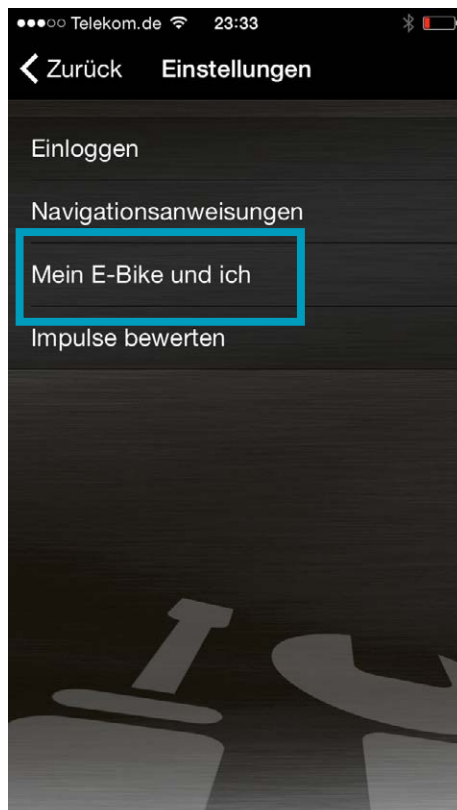 Telekom.de 23:33
Zurück Einstellungen
Einloggen
Navigationsanweisungen
Mein E-Bike und ich
Impulse bewerten